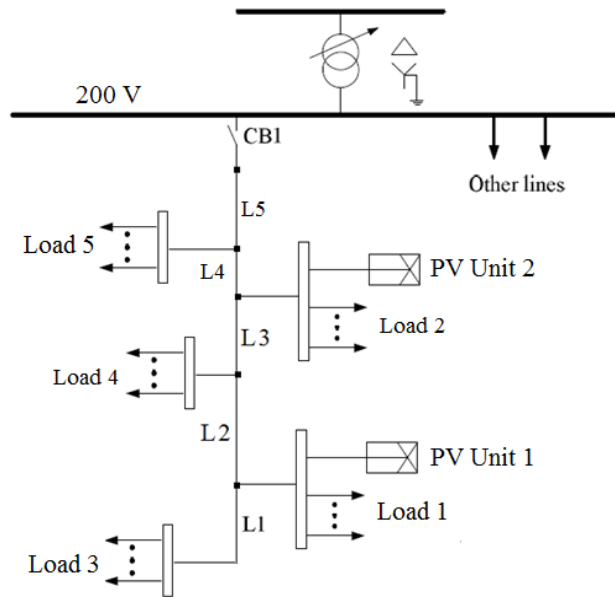 200 V
CB1
Other lines
L5
Load 5
L4
PV Unit 2
Load 2
L3
Load 4
L2
PV Unit 1
Load 1
L1
Load 3